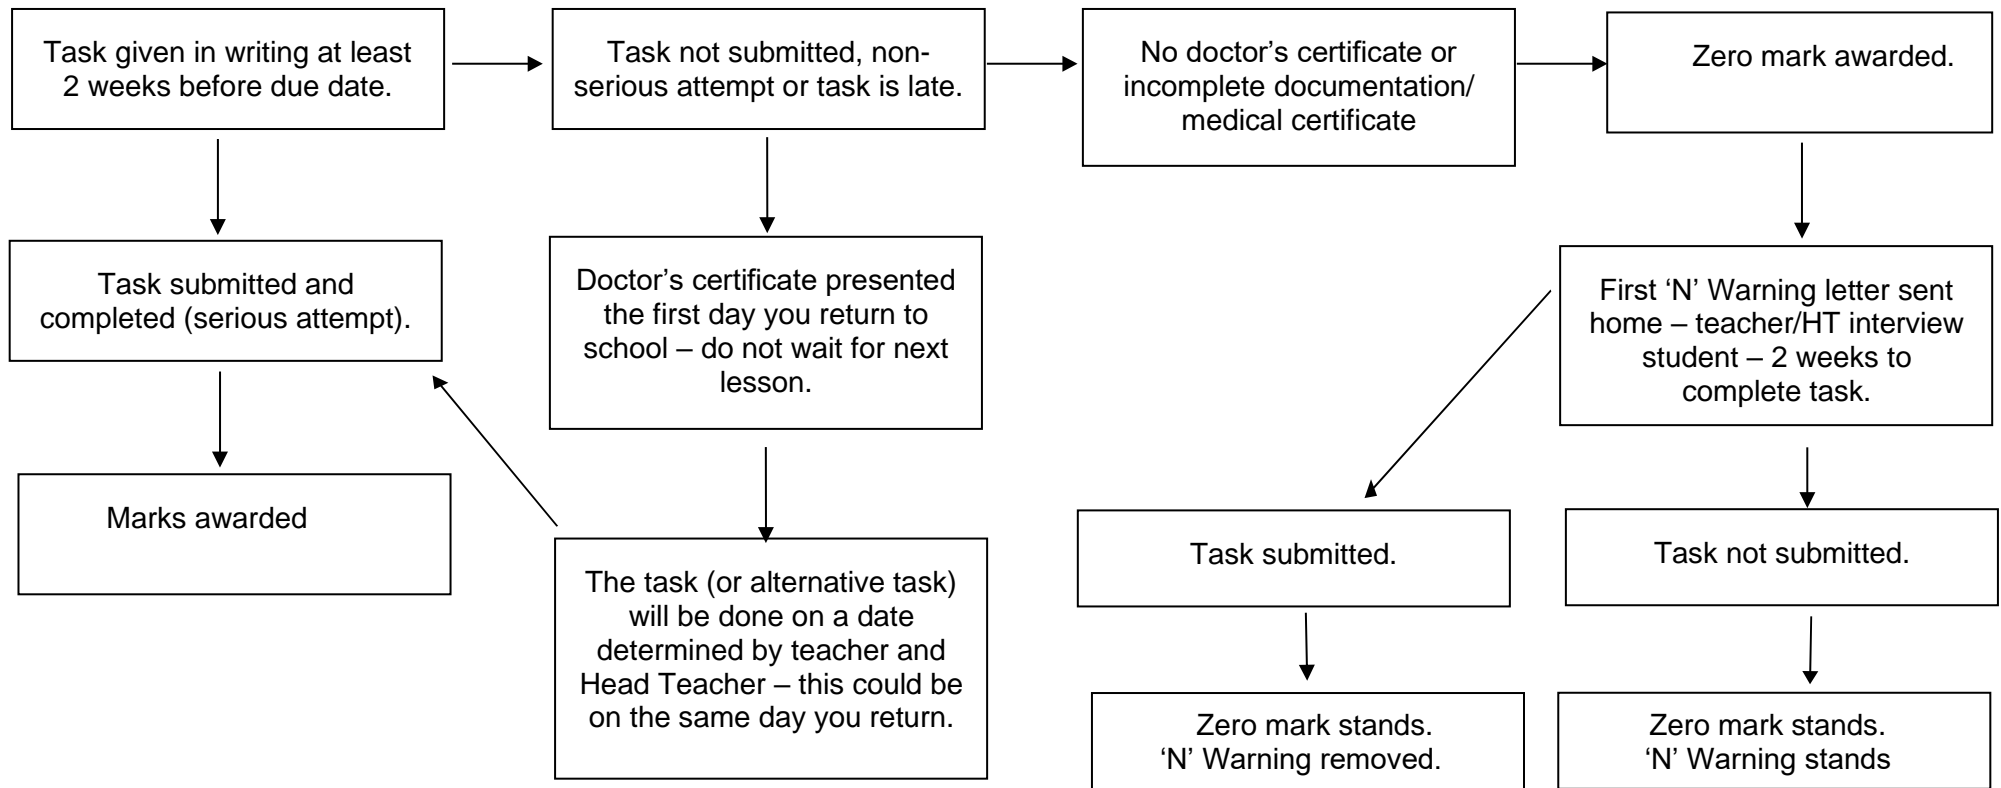 Task given in writing at least
2 weeks before due date.
Task not submitted, non-
serious attempt or task is late.
No doctor’s certificate or
incomplete documentation/
medical certificate
Zero mark awarded.
Task submitted and
completed (serious attempt).
Doctor’s certificate presented
the first day you return to
school – do not wait for next
lesson.
First ‘N’ Warning letter sent
home – teacher/HT interview
student – 2 weeks to
complete task.
Marks awarded
The task (or alternative task)
will be done on a date
determined by teacher and
Head Teacher – this could be
on the same day you return.
Task submitted.
Task not submitted.
Zero mark stands.
‘N’ Warning removed.
Zero mark stands.
‘N’ Warning stands